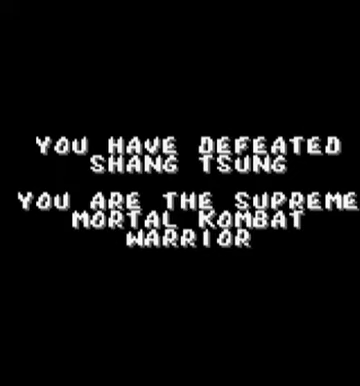 YOU HAVE DEFEATED
SHANG TSUNG
YOU ARE THE SUPREME
MORTAL KOMBAT
WARRIOR